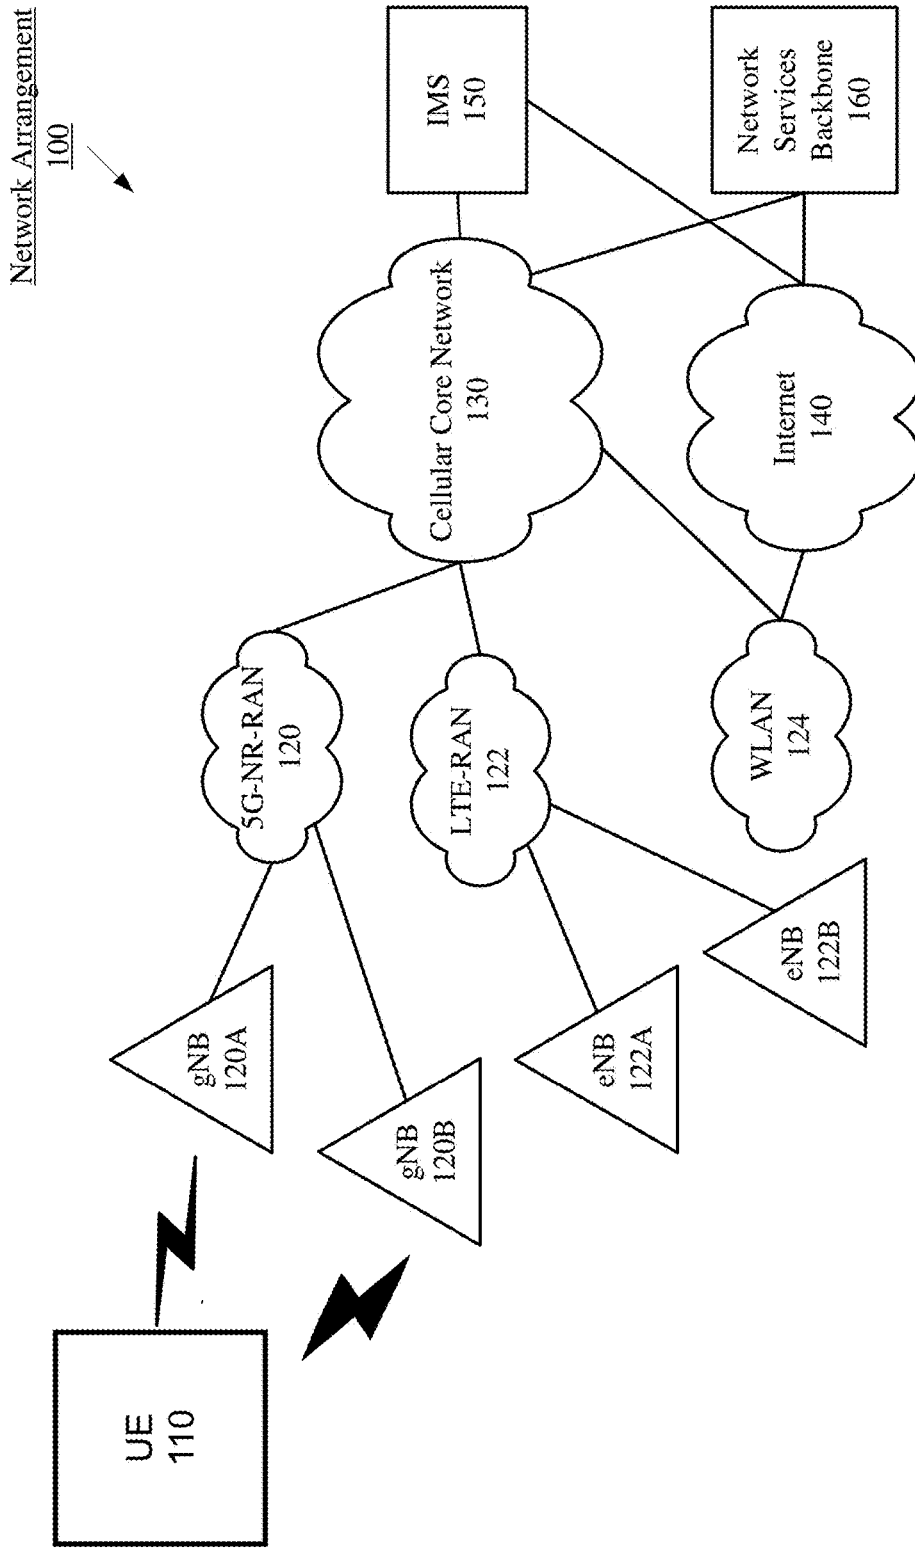 Network Arrangement
100
UE
110
gNB
120A
gNB
120B
eNB
122A
eNB
122B
5G-NR-RAN
120
LTE-RAN
122
WLAN
124
Cellular Core Network
130
Internet
140
IMS
150
Network
Services
Backbone
160